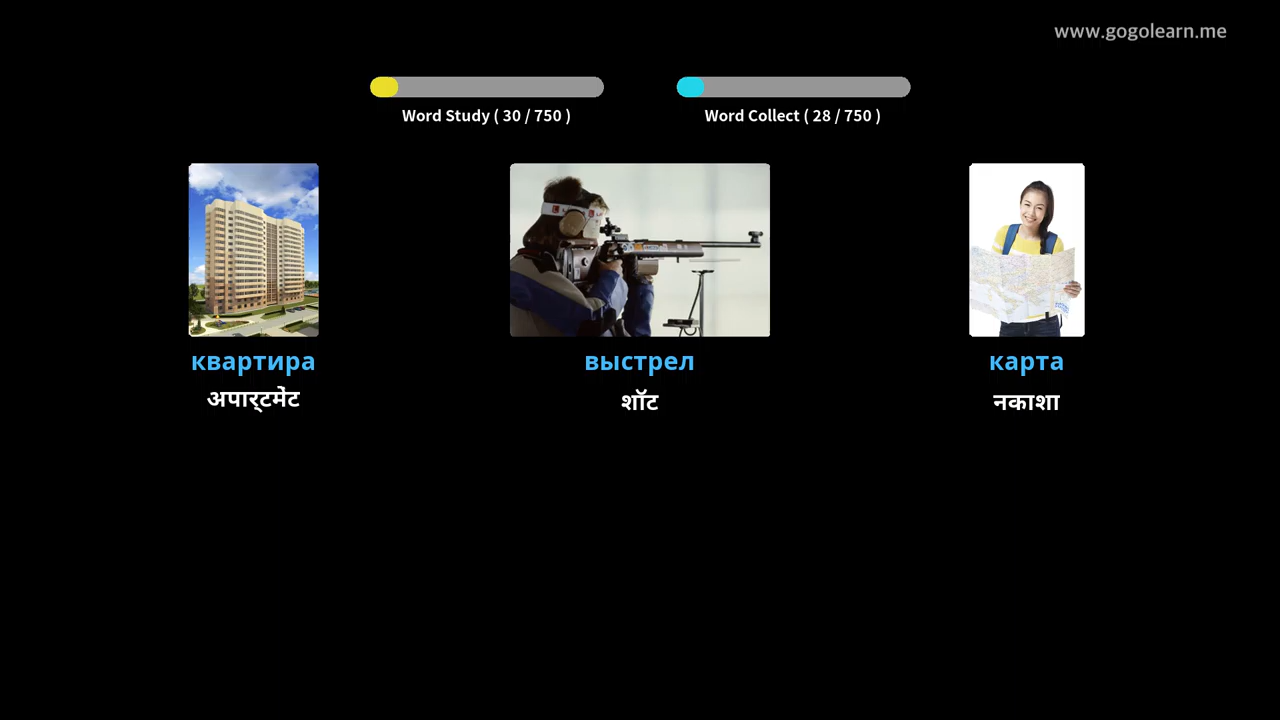 www.gogolearn.me
Word Study ( 30 / 750 )
Word Collect ( 28 / 750 )
квартира
выстрел
карта
अपार्टमेंट
शॉट
नकाशा